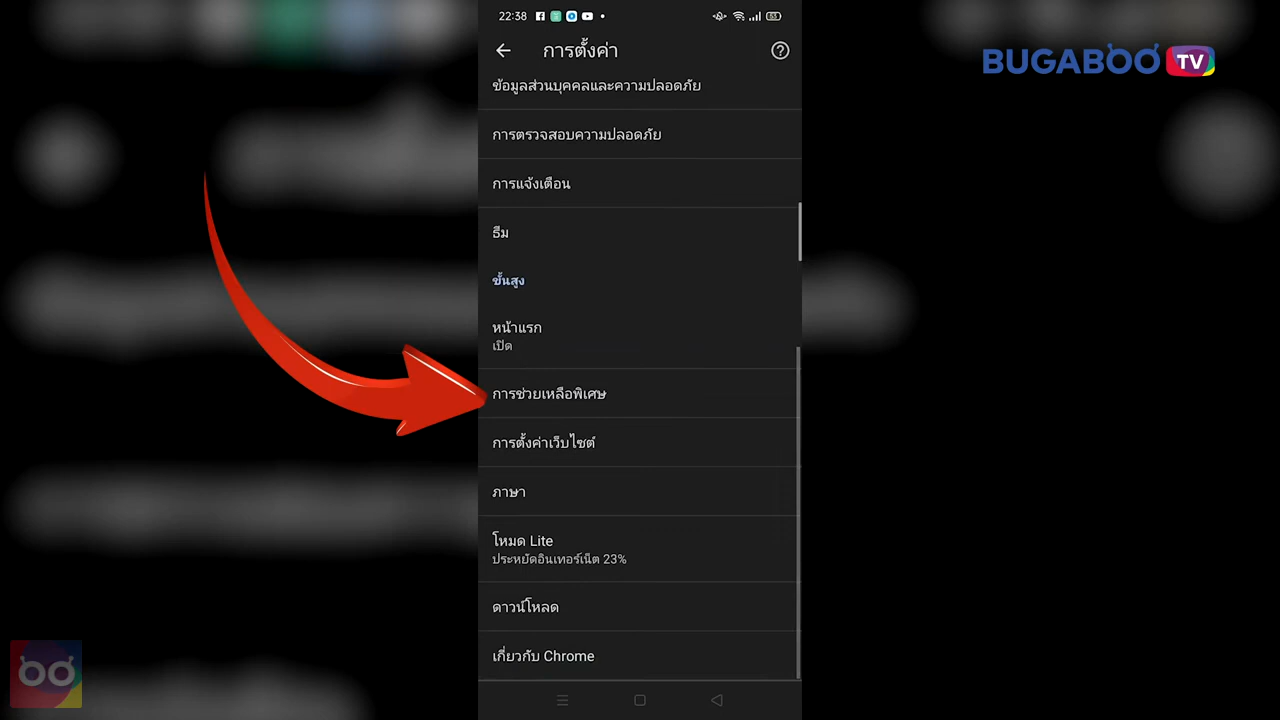 22:38
53
การตั้งค่า
ข้อมูลส่วนบุคคลและความปลอดภัย
การตรวจสอบความปลอดภัย
การแจ้งเตือน
ธีม
ขั้นสูง
หน้าแรก
เปิด
การช่วยเหลือพิเศษ
การตั้งค่าเว็บไซต์
ภาษา
โหมด Lite
ประหยัดอินเทอร์เน็ต 23%
ดาวน์โหลด
เกี่ยวกับ Chrome
BUGABOO TV